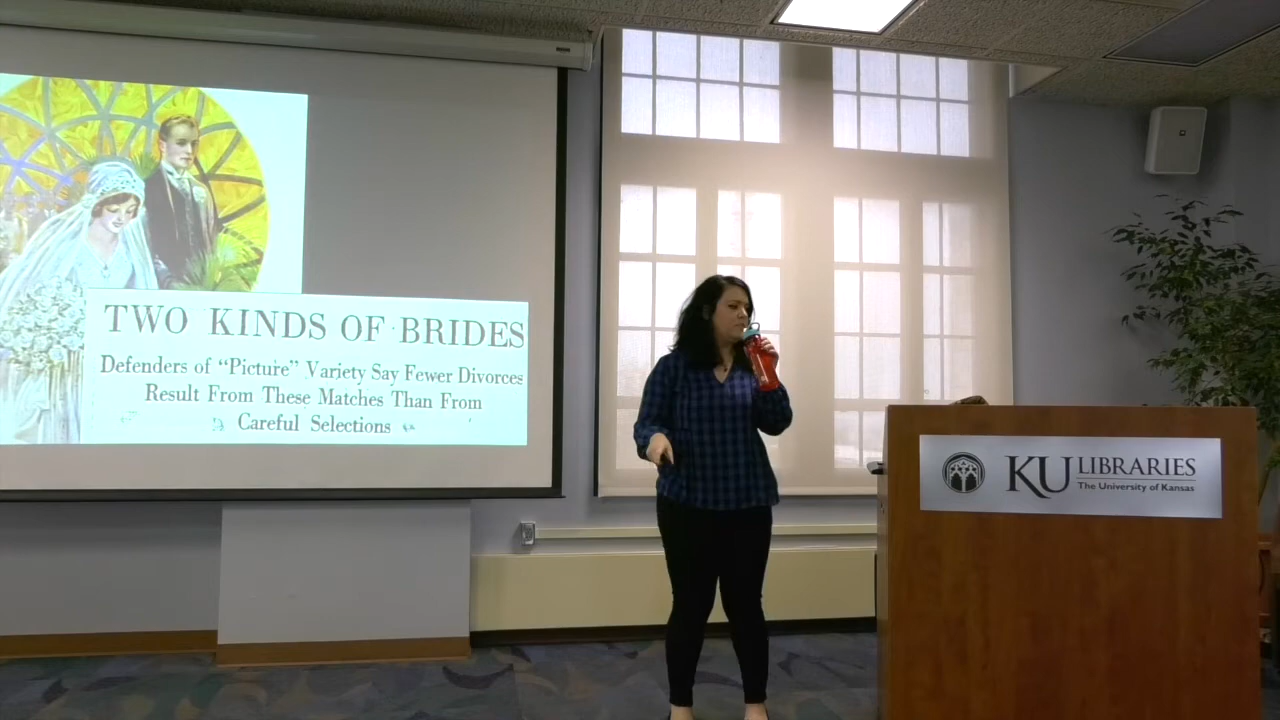 TWO KINDS OF BRIDES
Defenders of “Picture” Variety Say Fewer Divorces
Result From These Matches Than From
Careful Selections
KU LIBRARIES
The University of Kansas